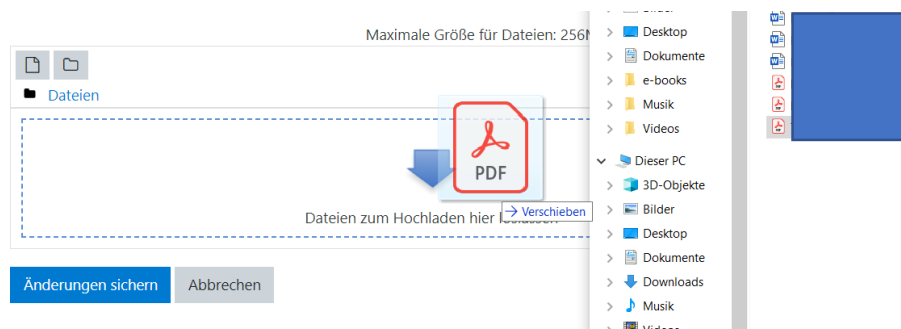 Maximale Größe für Dateien: 256
Dateien
PDF
Dateien zum Hochladen hier
Verschieben
Änderungen sichern
Abbrechen
Desktop
Dokumente
e-books
Musik
Videos
Dieser PC
3D-Objekte
Bilder
Desktop
Dokumente
Downloads
Musik
Videos